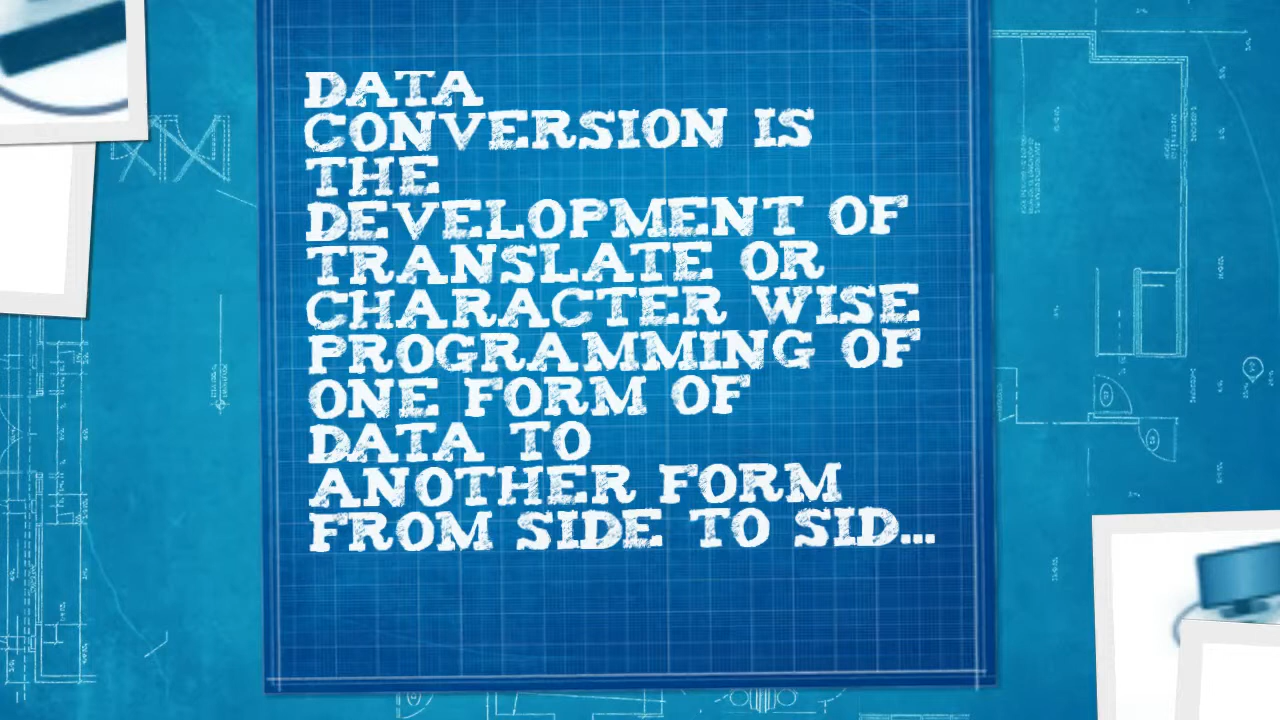 DATA
CONVERSION IS
THE
DEVELOPMENT OF
TRANSLATE OR
CHARACTER WISE
PROGRAMMING OF
ONE FORM OF
DATA TO
ANOTHER FORM
FROM SIDE TO SID...